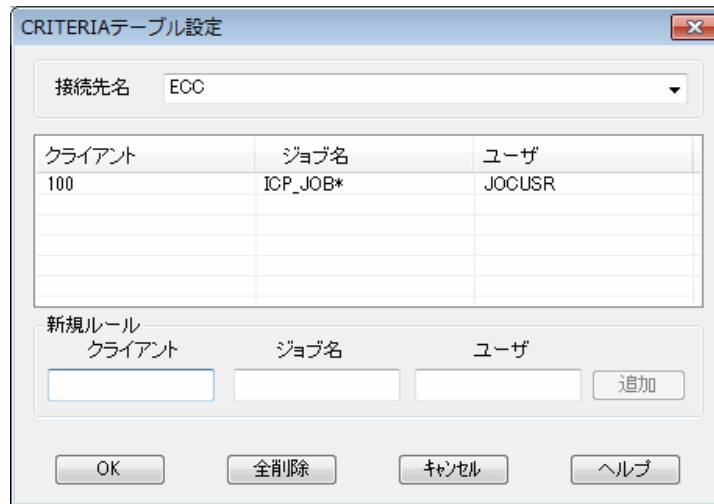 CRITERIAテーブル設定
接続先名 ECC
クライアント ジョブ名 ユーザ
100 ICP_JOB* JOCUSR
新規ルール
クライアント ジョブ名 ユーザ
追加
OK 全削除 キャンセル ヘルプ